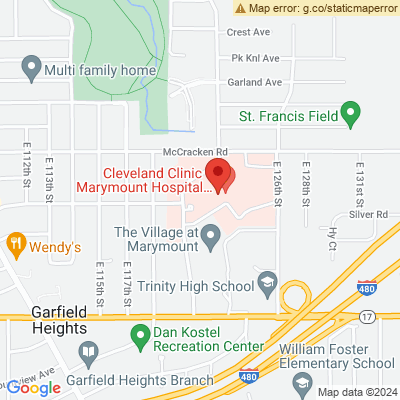 Map error: g.co/staticmaperror
Crest Ave
Pk Knl Ave
Multi family home
Garland Ave
St. Francis Field
McCracken Rd
E 112th St
E 113th St
Cleveland Clinic
Marymount Hospital...
E 126th St
E 128th St
E 131st St
Silver Rd
Hy Ct
Wendy's
The Village at
Marymount
E 115th St
E 117th St
Trinity High School
480
Garfield
Heights
17
Dan Kostel
Recreation Center
480
William Foster
Elementary School
Garfield Heights Branch
view Ave
Google
Map data ©2024